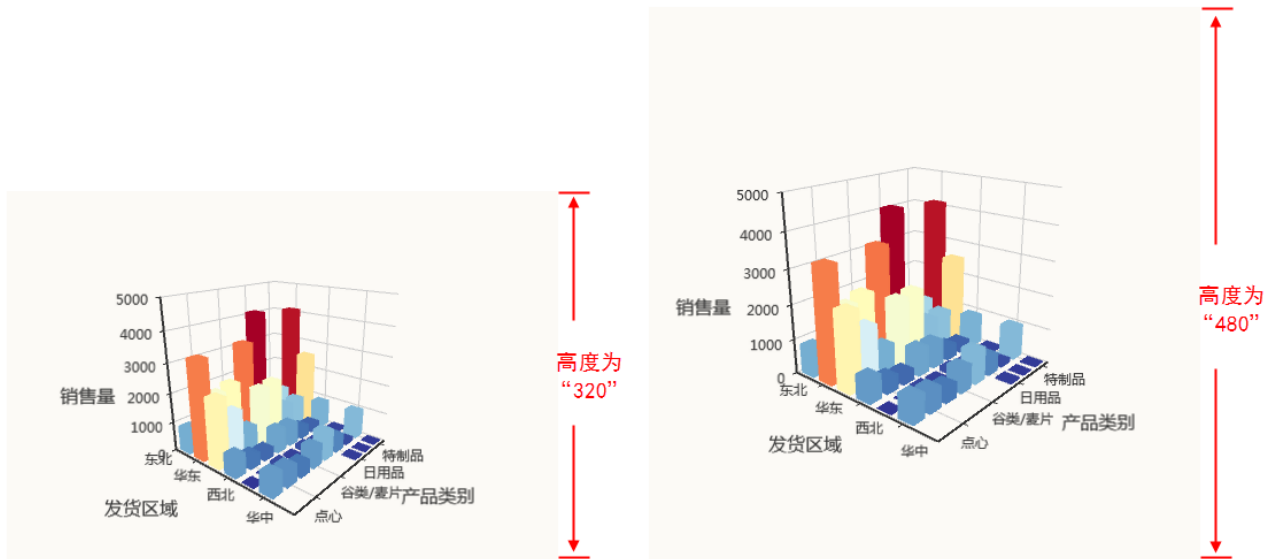 5000
4000
3000
2000
1000
0
销售量
东北
华东
西北
华中
发货区域
点心
谷类/麦片
日用品
特制品
产品类别
高度为
“320”
5000
4000
3000
2000
1000
0
销售量
东北
华东
西北
华中
发货区域
点心
谷类/麦片
日用品
特制品
产品类别
高度为
“480”